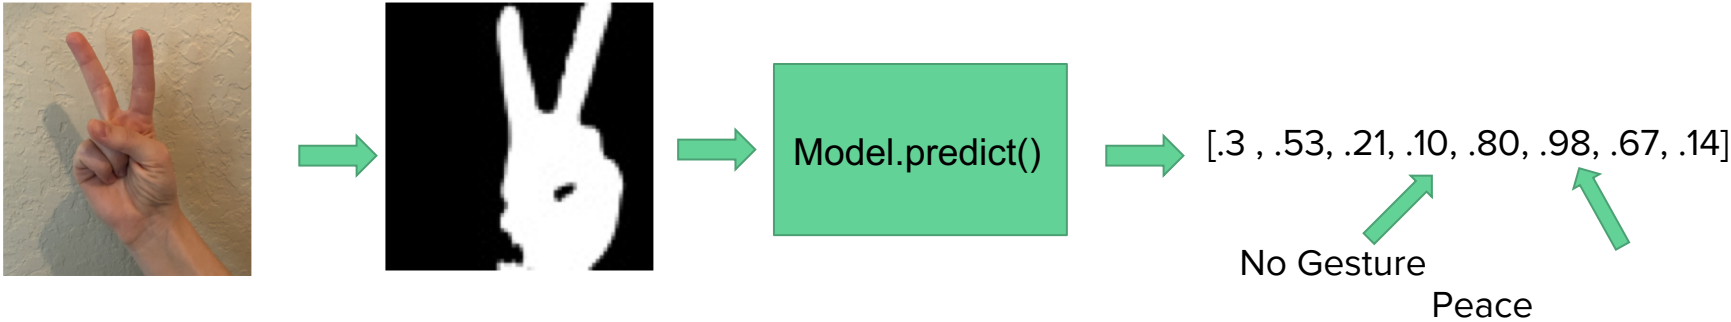 Model.predict()
[.3 , .53, .21, .10, .80, .98, .67, .14]
No Gesture
Peace